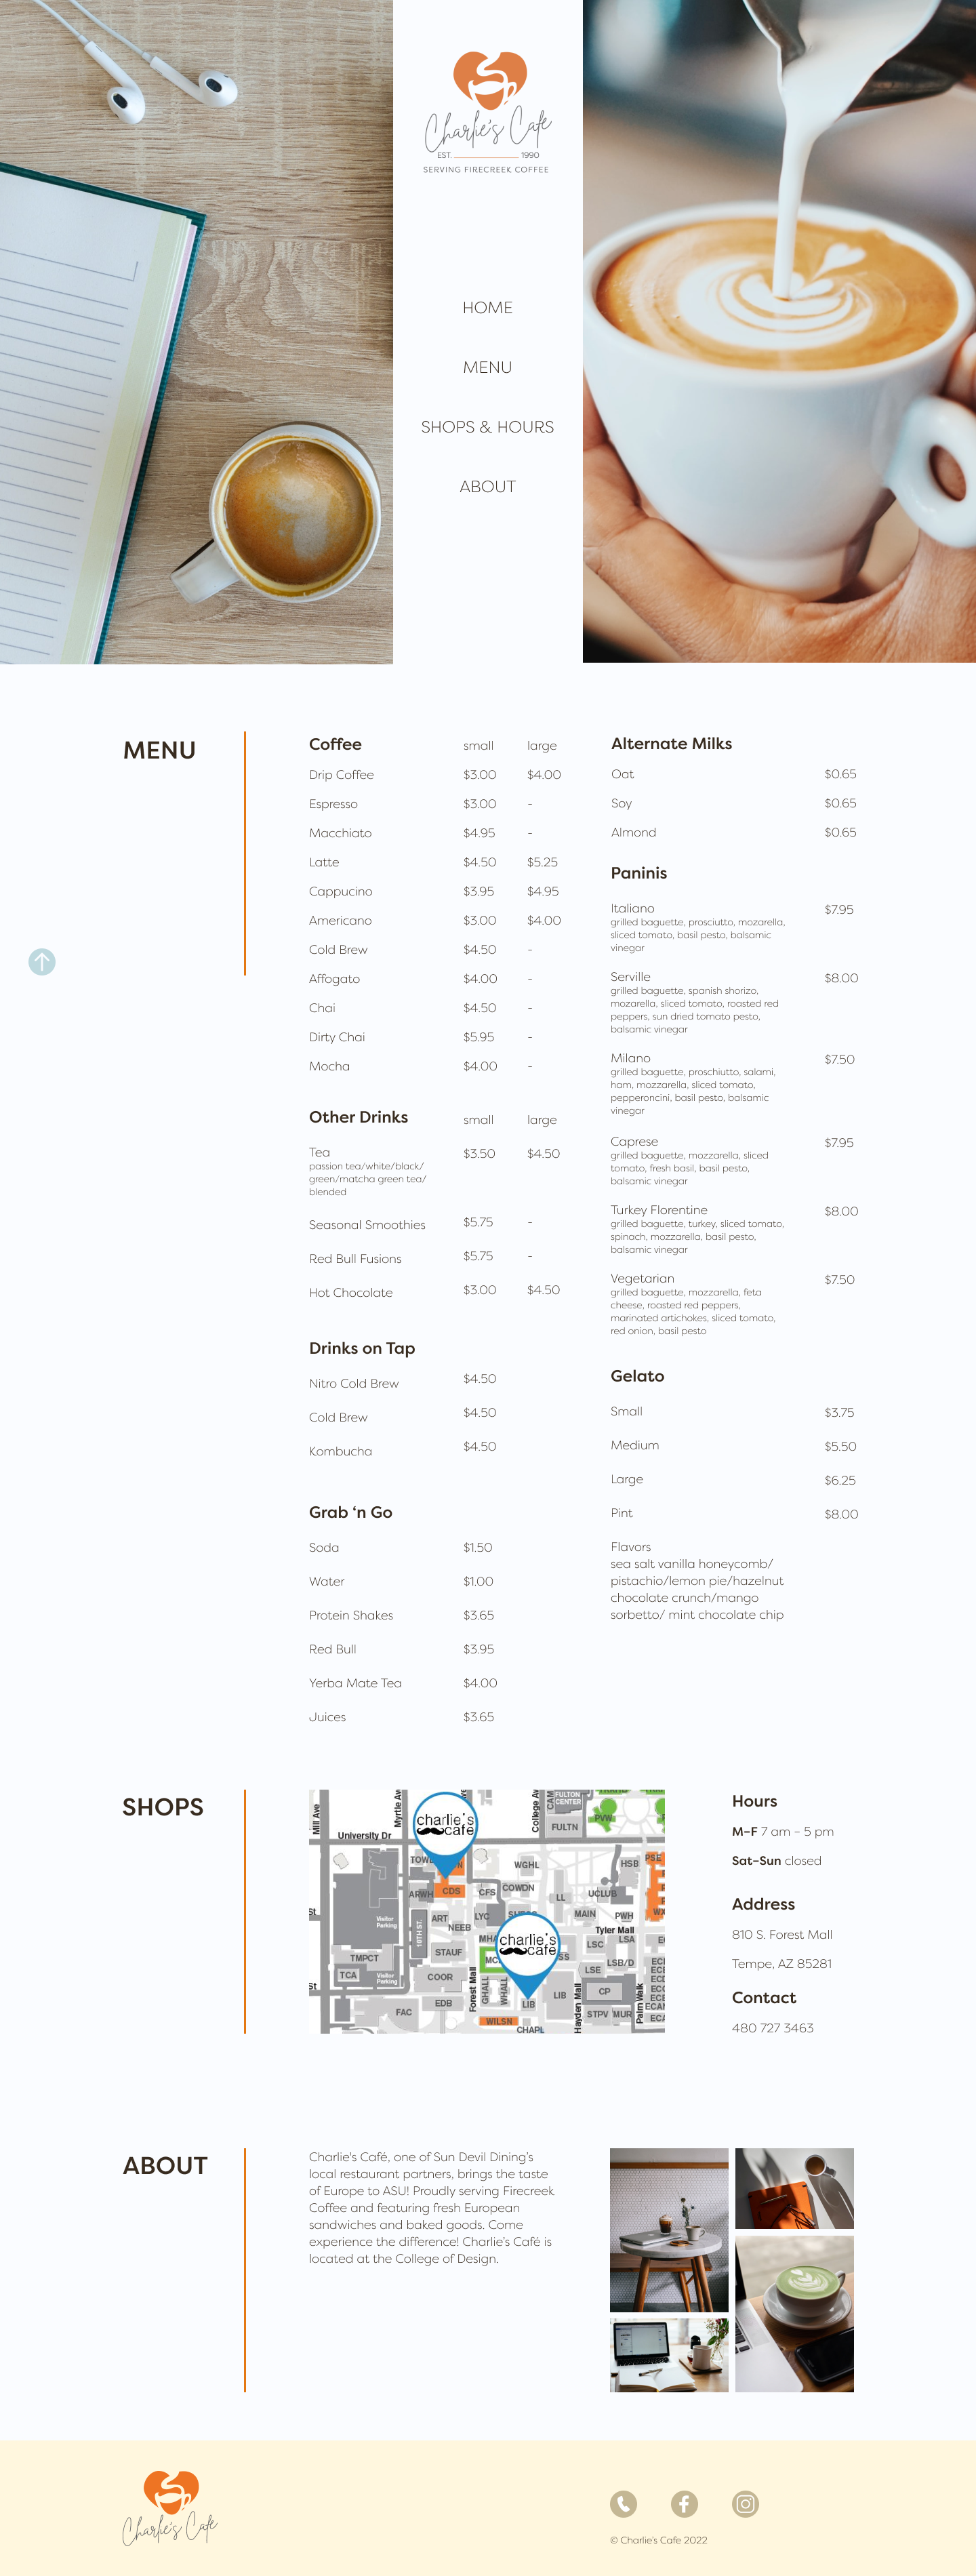 Charlie's Cafe
EST. 1990
SERVING FIRECREEK COFFEE
HOME
MENU
SHOPS & HOURS
ABOUT
MENU
Coffee small large
Drip Coffee $3.00 $4.00
Espresso $3.00 -
Macchiato $4.95 -
Latte $4.50 $5.25
Cappucino $3.95 $4.95
Americano $3.00 $4.00
Cold Brew $4.50 -
Affogato $4.00 -
Chai $4.50 -
Dirty Chai $5.95 -
Mocha $4.00 -
Other Drinks small large
Tea $3.50 $4.50
passion tea/white/black/
green/matcha green tea/
blended
Seasonal Smoothies $5.75 -
Red Bull Fusions $5.75 -
Hot Chocolate $3.00 $4.50
Drinks on Tap
Nitro Cold Brew $4.50
Cold Brew $4.50
Kombucha $4.50
Grab ‘n Go
Soda $1.50
Water $1.00
Protein Shakes $3.65
Red Bull $3.95
Yerba Mate Tea $4.00
Juices $3.65
Alternate Milks
Oat $0.65
Soy $0.65
Almond $0.65
Paninis
Italiano $7.95
grilled baguette, prosciutto, mozarella,
sliced tomato, basil pesto, balsamic
vinegar
Serville $8.00
grilled baguette, spanish shorizo,
mozarella, sliced tomato, roasted red
peppers, sun dried tomato pesto,
balsamic vinegar
Milano $7.50
grilled baguette, proschiutto, salami,
ham, mozzarella, sliced tomato,
pepperoncini, basil pesto, balsamic
vinegar
Caprese $7.95
grilled baguette, mozzarella, sliced
tomato, fresh basil, basil pesto,
balsamic vinegar
Turkey Florentine $8.00
grilled baguette, turkey, sliced tomato,
spinach, mozzarella, basil pesto,
balsamic vinegar
Vegetarian $7.50
grilled baguette, mozzarella, feta
cheese, roasted red peppers,
marinated artichokes, sliced tomato,
red onion, basil pesto
Gelato
Small $3.75
Medium $5.50
Large $6.25
Pint $8.00
Flavors
sea salt vanilla honeycomb/
pistachio/lemon pie/hazelnut
chocolate crunch/mango
sorbetto/ mint chocolate chip
SHOPS
Mill Ave
Myrtle Ave
College Ave
FULTON
CENTER
PVW
FULTN
University Dr
charlie's
cafe
WGHL
HSB
PSE
ARWH
CDS
CFS
COWDN
LL
UCLUB
Visitor
Parking
10TH ST.
ART
NEEB
LYC
MAIN
PWH
Tyler Mall
charlie's
cafe
STAUF
LSC
LSA
TMPCT
TCA
Visitor
Parking
COOR
Forest Mall
GHALL
WHALL
LSE
LSB/D
CP
EDB
FAC
LIB
LIB
Hayden Mall
STPV
MUR
Palm Walk
WILSN
CHAPL
Hours
M–F 7 am – 5 pm
Sat–Sun closed
Address
810 S. Forest Mall
Tempe, AZ 85281
Contact
480 727 3463
ABOUT
Charlie's Café, one of Sun Devil Dining's
local restaurant partners, brings the taste
of Europe to ASU! Proudly serving Firecreek
Coffee and featuring fresh European
sandwiches and baked goods. Come
experience the difference! Charlie's Café is
located at the College of Design.
Charlie's Cafe
© Charlie's Cafe 2022